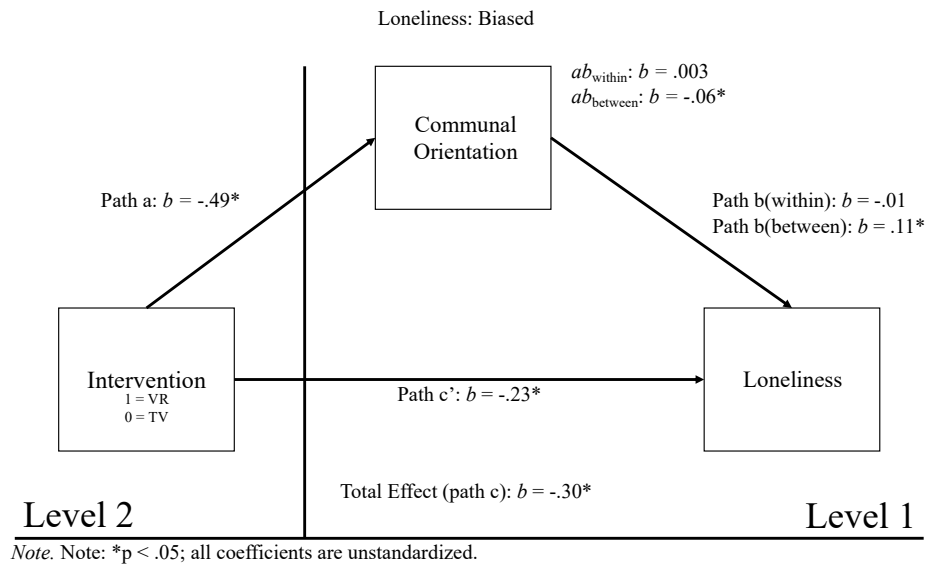 Loneliness: Biased
ab_within: b = .003
ab_between: b = -.06*
Communal
Orientation
Path a: b = -.49*
Path b(within): b = -.01
Path b(between): b = .11*
Intervention
1 = VR
0 = TV
Loneliness
Path c’: b = -.23*
Total Effect (path c): b = -.30*
Level 2
Level 1
Note. Note: *p < .05; all coefficients are unstandardized.